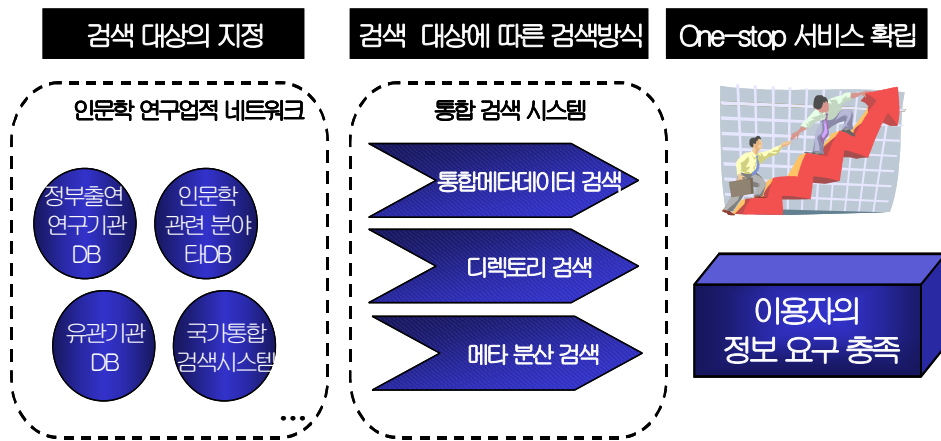 검색 대상의 지정
검색 대상에 따른 검색방식
One-stop 서비스 확립
인문학 연구업적 네트워크
정부출연
연구기관
DB
인문학
관련 분야
타DB
유관기관
DB
국가통합
검색시스템
...
통합 검색 시스템
통합메타데이터 검색
디렉토리 검색
메타 분산 검색
이용자의
정보 요구 충족